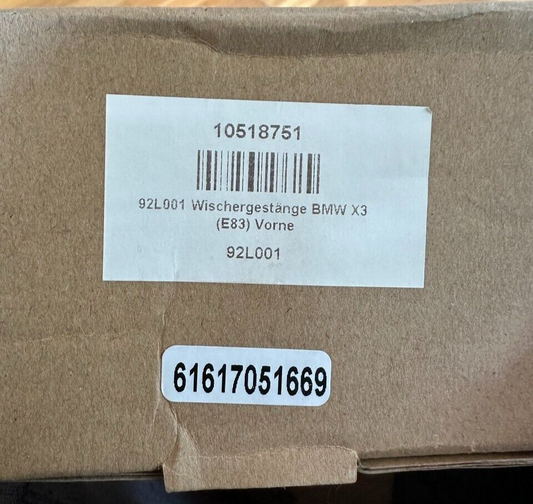 10518751
92L001 Wischergestänge BMW X3
(E83) Vorne
92L001
61617051669